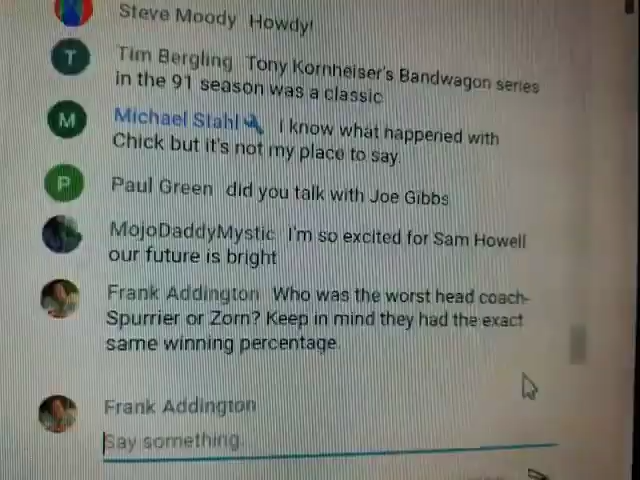 Steve Moody Howdy!
T
Tim Bergling Tony Kornheiser's Bandwagon series
in the 91 season was a classic
M
Michael Stahl I know what happened with
Chick but it's not my place to say.
P
Paul Green did you talk with Joe Gibbs
MojoDaddyMystic I'm so excited for Sam Howell
our future is bright
Frank Addington Who was the worst head coach-
Spurrier or Zorn? Keep in mind they had the exact
same winning percentage.
Frank Addington
Say something.